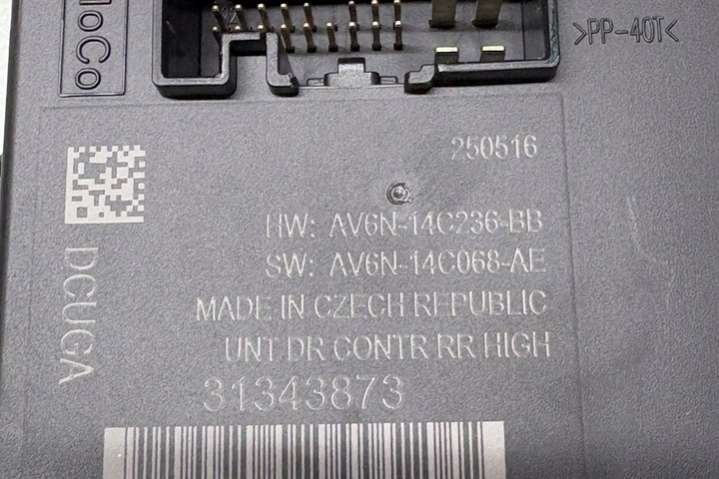 MoCo
>PP-40T<
250516
HW: AV6N-14C236-BB
SW: AV6N-14C068-AE
DCUGA
MADE IN CZECH REPUBLIC
UNT DR CONTR RR HIGH
31343873